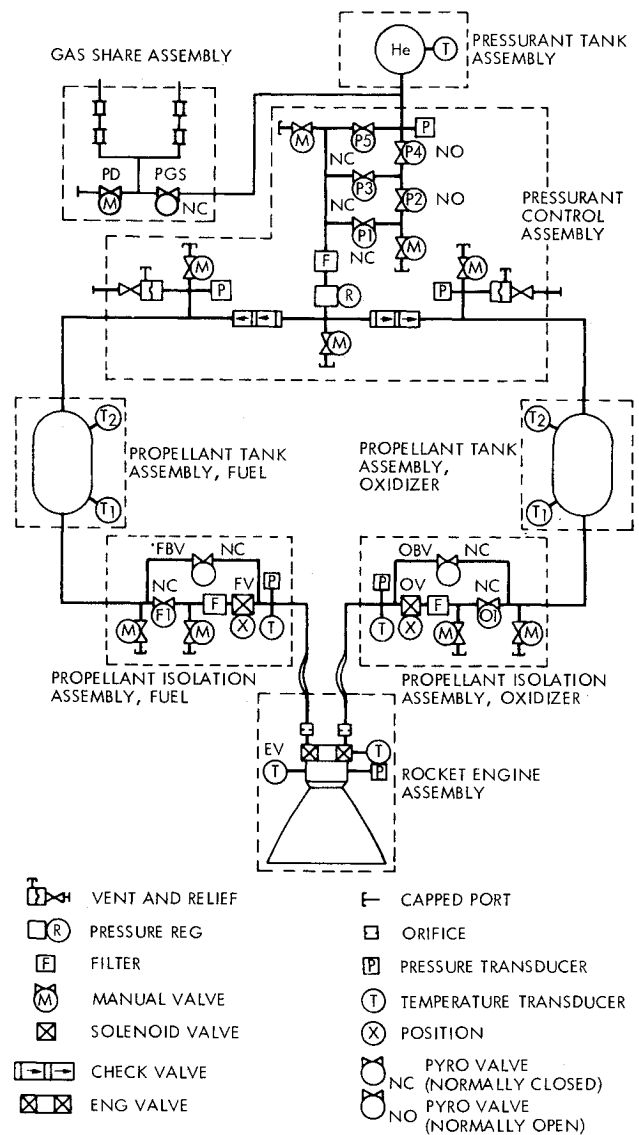 GAS SHARE ASSEMBLY
He
T
PRESSURANT TANK
ASSEMBLY
PD
PGS
M
NC
M
P5
P
NC
P4
NO
P3
NC
P2
NO
P1
NC
M
PRESSURANT
CONTROL
ASSEMBLY
F
R
M
P
M
P
M
T2
T1
PROPELLANT TANK
ASSEMBLY, FUEL
PROPELLANT TANK
ASSEMBLY,
OXIDIZER
T2
T1
FBV
NC
NC
F1
F
FV
P
M
M
X
T
PROPELLANT ISOLATION
ASSEMBLY, FUEL
OBV
NC
P
OV
F
NC
O1
T
X
M
M
PROPELLANT ISOLATION
ASSEMBLY, OXIDIZER
EV
T
T
P
ROCKET ENGINE
ASSEMBLY
VENT AND RELIEF
R
PRESSURE REG
F
FILTER
M
MANUAL VALVE
SOLENOID VALVE
CHECK VALVE
ENG VALVE
CAPPED PORT
ORIFICE
P
PRESSURE TRANSDUCER
T
TEMPERATURE TRANSDUCER
X
POSITION
PYRO VALVE
NC (NORMALLY CLOSED)
PYRO VALVE
NO (NORMALLY OPEN)